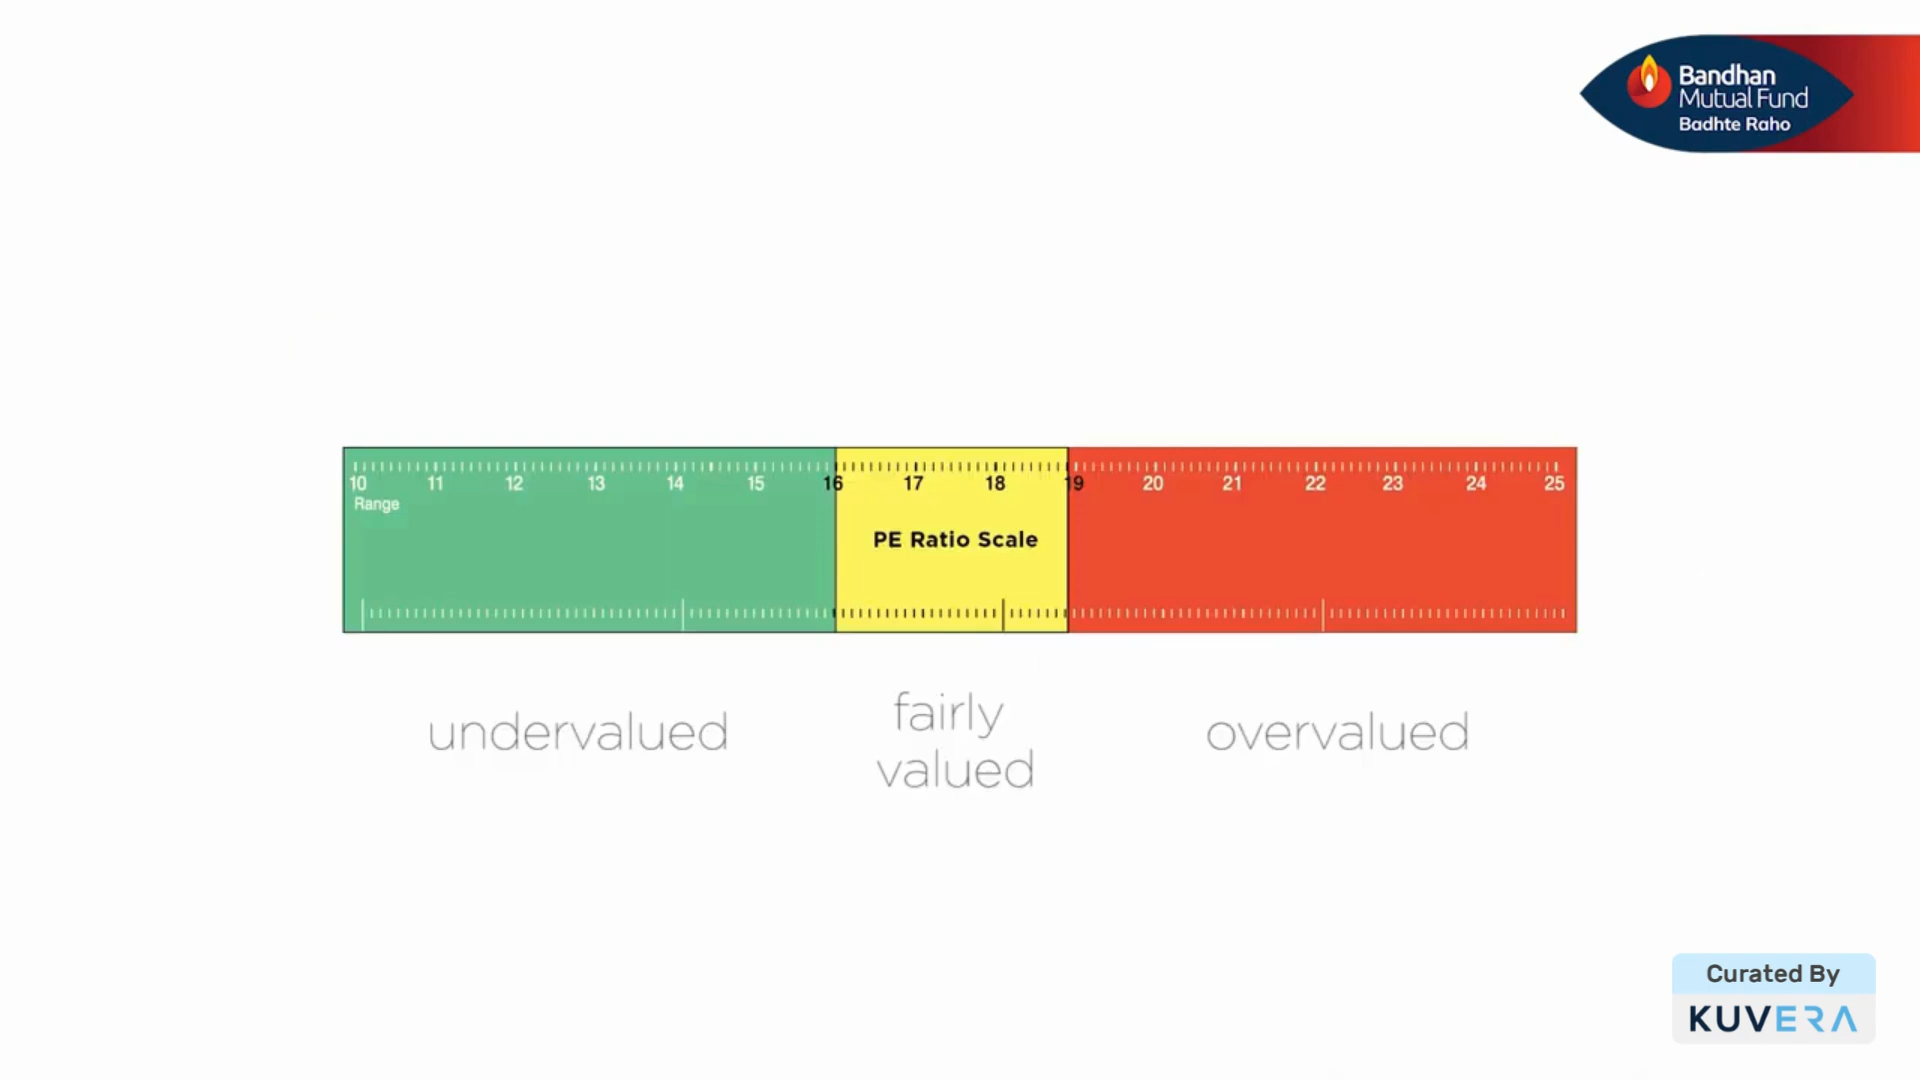 Bandhan
Mutual Fund
Badhte Raho
10 11 12 13 14 15 16 17 18 19 20 21 22 23 24 25
Range
PE Ratio Scale
undervalued
fairly
valued
overvalued
Curated By
KUVERA